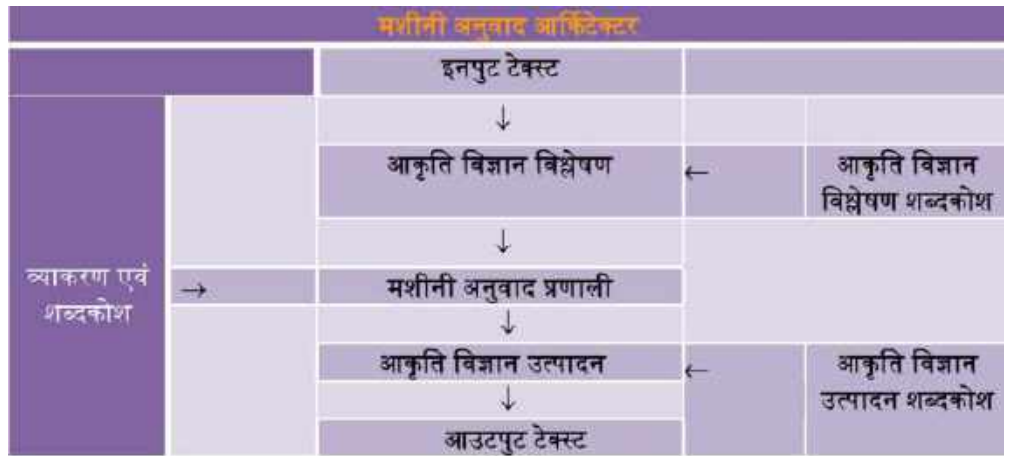 मशीनी अनुवाद आर्किटेक्टर
इनपुट टेक्स्ट
↓
आकृति विज्ञान विश्लेषण
←
आकृति विज्ञान
विश्लेषण शब्दकोश
↓
व्याकरण एवं
शब्दकोश
→
मशीनी अनुवाद प्रणाली
↓
आकृति विज्ञान उत्पादन
←
आकृति विज्ञान
उत्पादन शब्दकोश
↓
आउटपुट टेक्स्ट